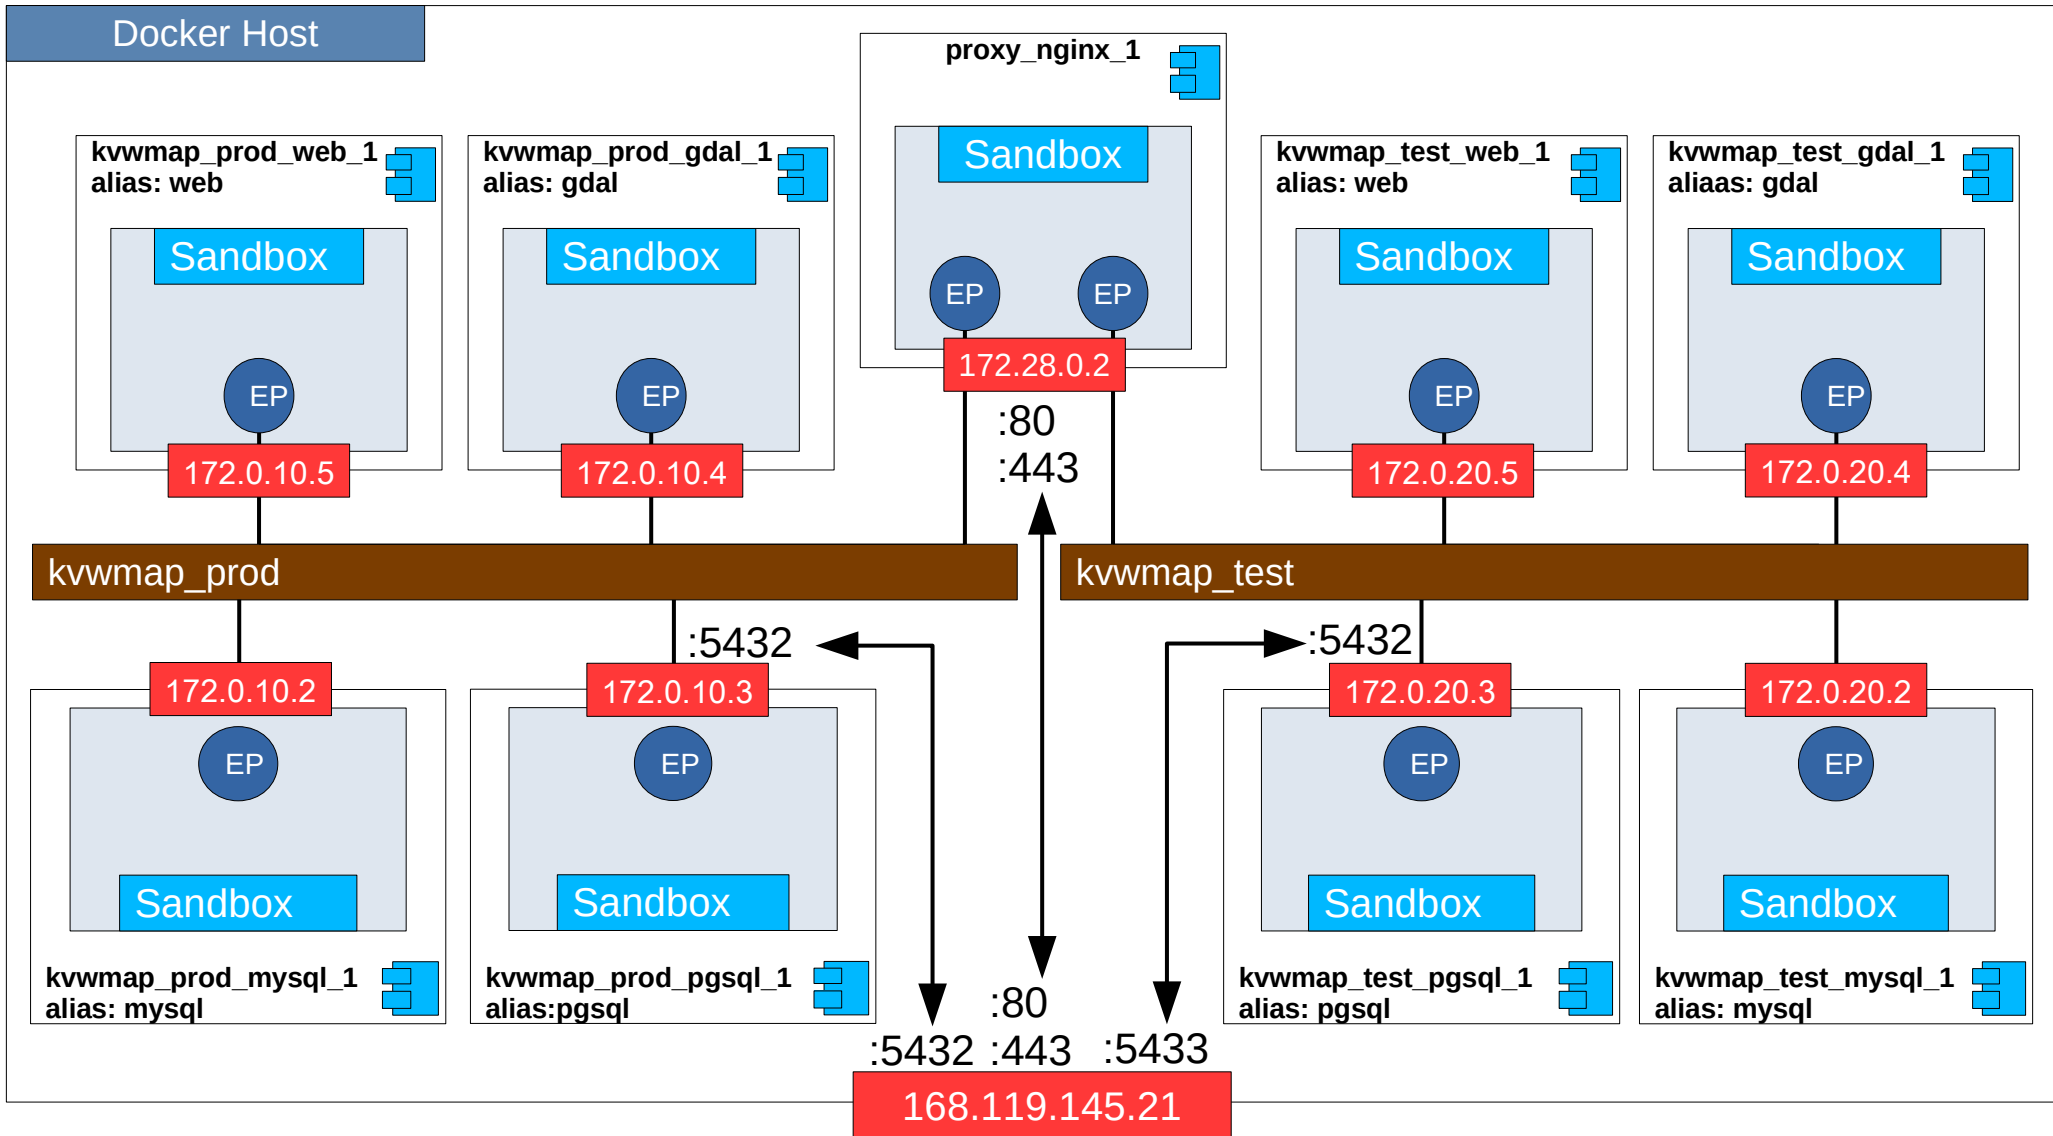 Docker Host
proxy_nginx_1
Sandbox
EP
EP
172.28.0.2
:80
:443
kvwmap_prod_web_1
alias: web
Sandbox
EP
172.0.10.5
kvwmap_prod_gdal_1
alias: gdal
Sandbox
EP
172.0.10.4
kvwmap_test_web_1
alias: web
Sandbox
EP
172.0.20.5
kvwmap_test_gdal_1
aliaas: gdal
Sandbox
EP
172.0.20.4
kvwmap_prod
kvwmap_test
172.0.10.2
EP
Sandbox
kvwmap_prod_mysql_1
alias: mysql
:5432
172.0.10.3
EP
Sandbox
kvwmap_prod_pgsql_1
alias:pgsql
:5432
172.0.20.3
EP
Sandbox
kvwmap_test_pgsql_1
alias: pgsql
172.0.20.2
EP
Sandbox
kvwmap_test_mysql_1
alias: mysql
:80
:5432 :443 :5433
168.119.145.21